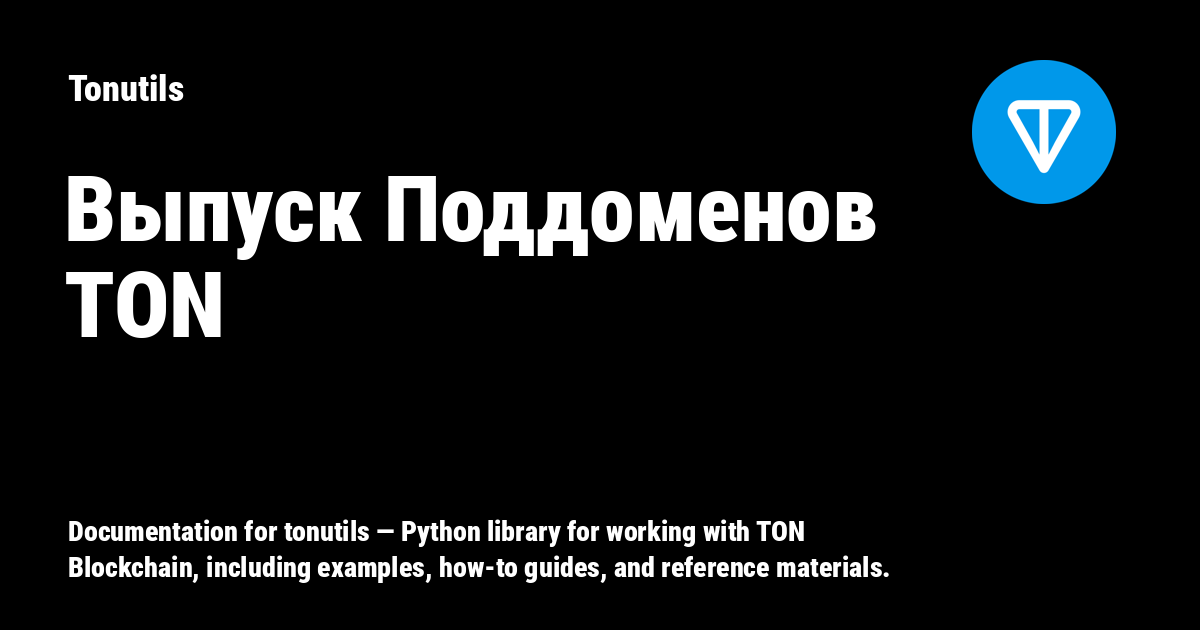 Tonutils
Выпуск Поддоменов
TON
Documentation for tonutils — Python library for working with TON
Blockchain, including examples, how-to guides, and reference materials.